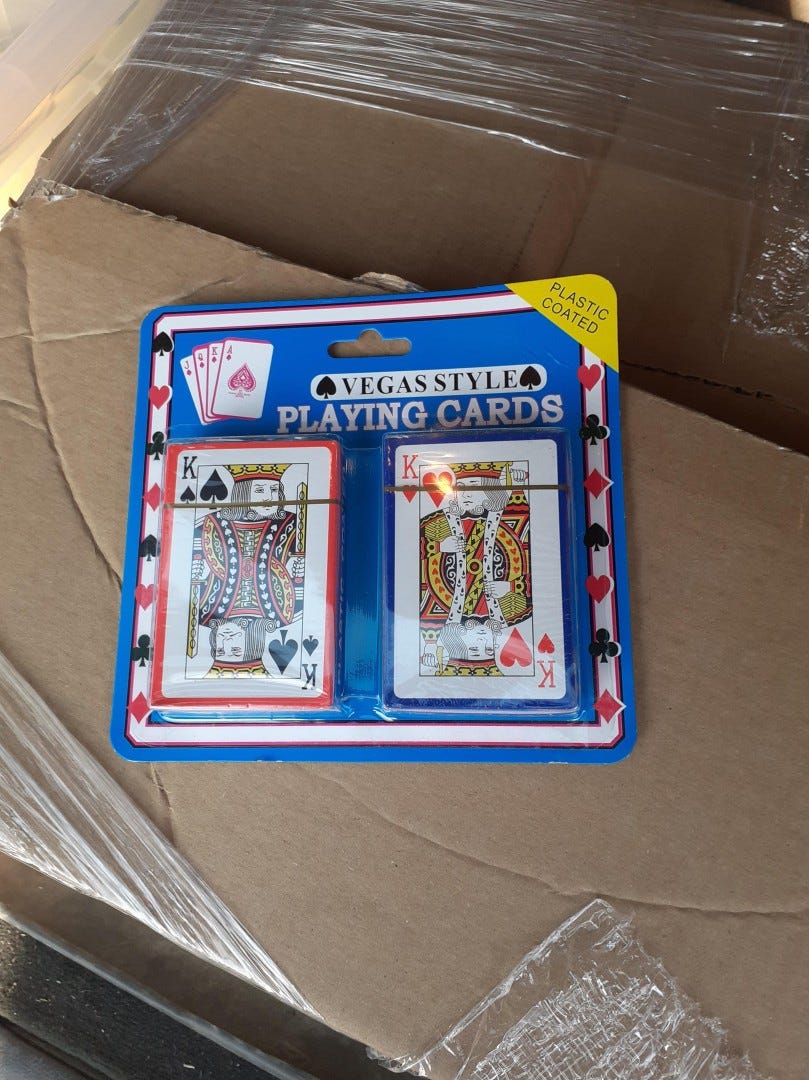 PLASTIC
COATED
VEGAS STYLE
PLAYING CARDS
J Q K A
K
K
K
K